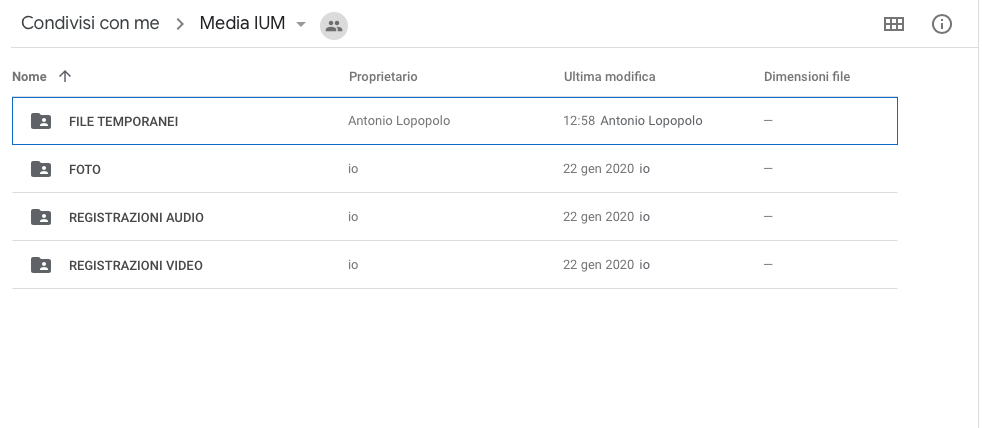 Condivisi con me > Media IUM
Nome Proprietario Ultima modifica Dimensioni file
FILE TEMPORANEI Antonio Lopopolo 12:58 Antonio Lopopolo —
FOTO io 22 gen 2020 io —
REGISTRAZIONI AUDIO io 22 gen 2020 io —
REGISTRAZIONI VIDEO io 22 gen 2020 io —